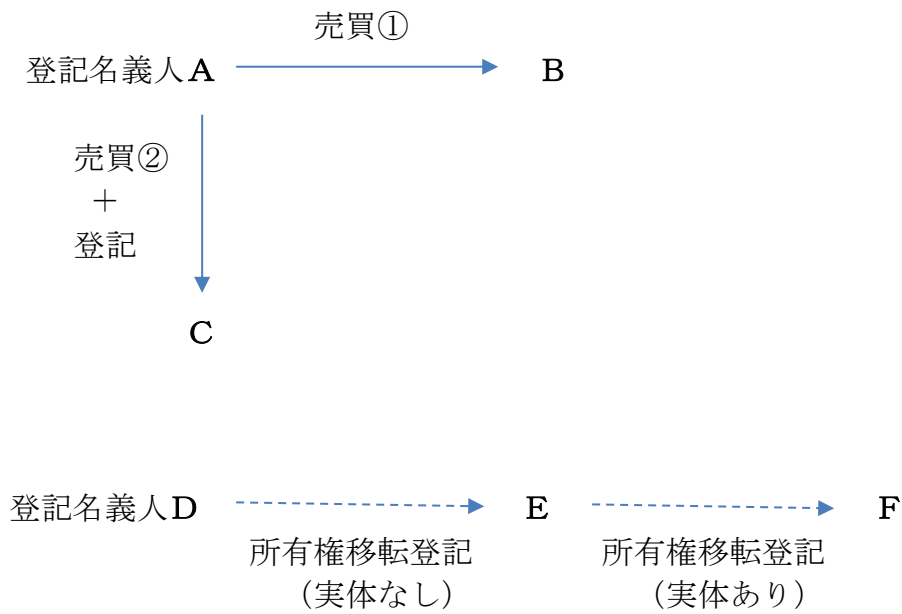 売買①
登記名義人A
B
売買②
＋
登記
C
登記名義人D
E
F
所有権移転登記
（実体なし）
所有権移転登記
（実体あり）